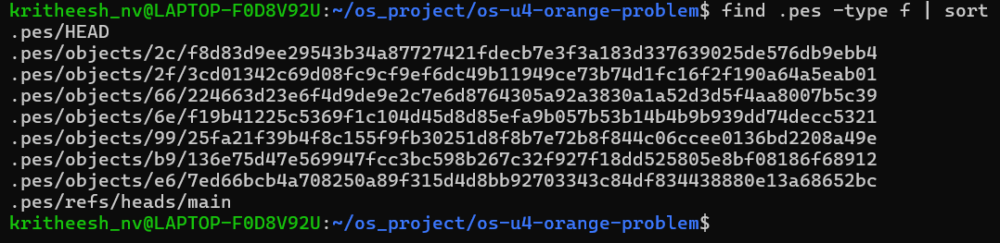 kritheesh_nv@LAPTOP-F0D8V92U:~/os_project/os-u4-orange-problem$ find .pes -type f | sort
.pes/HEAD
.pes/objects/2c/f8d83d9ee29543b34a87727421fdecb7e3f3a183d337639025de576db9ebb4
.pes/objects/2f/3cd01342c69d08fc9cf9ef6dc49b11949ce73b74d1fc16f2f190a64a5eab01
.pes/objects/66/224663d23e6f4d9de9e2c7e6d8764305a92a3830a1a52d3d5f4aa8007b5c39
.pes/objects/6e/f19b41225c5369f1c104d45d8d85efa9b057b53b14b4b9b939dd74decc5321
.pes/objects/99/25fa21f39b4f8c155f9fb30251d8f8b7e72b8f844c06ccee0136bd2208a49e
.pes/objects/b9/136e75d47e569947fcc3bc598b267c32f927f18dd525805e8bf08186f68912
.pes/objects/e6/7ed66bcb4a708250a89f315d4d8bb92703343c84df834438880e13a68652bc
.pes/refs/heads/main
kritheesh_nv@LAPTOP-F0D8V92U:~/os_project/os-u4-orange-problem$